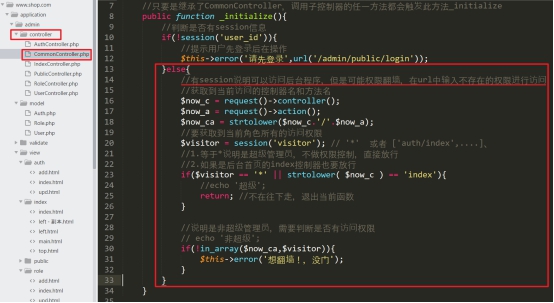 www.shop.com
application
admin
controller
AuthController.php
CommonController.php
IndexController.php
PublicController.php
RoleController.php
UserController.php
model
Auth.php
Role.php
User.php
validate
view
auth
add.html
index.html
upd.html
index
index.html
left - 副本.html
left.html
main.html
top.html
public
role
add.html
index.html
7 //只要是继承了CommonController，调用子控制器的任一方法都会触发此方法_initialize
8 public function _initialize(){
9 //判断是否有session信息
10 if(!session('user_id')){
11 //提示用户先登录后在操作
12 $this->error('请先登录',url('/admin/public/login'));
13 }else{
14 //有session说明可以访问后台程序，但是可能权限翻墙，在url中输入不存在的权限进行访问
15 //获取到当前访问的控制器名和方法名
16 $now_c = request()->controller();
17 $now_a = request()->action();
18 $now_ca = strtolower($now_c.'/'.$now_a);
19 //要获取到当前角色所有的访问权限
20 $visitor = session('visitor'); // '*' 或者 ['auth/index',....]、
21 //1.等于*说明是超级管理员，不做权限控制，直接放行
22 //2.如果是后台首页的index控制器也要放行
23 if($visitor == '*' || strtolower( $now_c ) == 'index'){
24 //echo '超级';
25 return; //不在往下走，退出当前函数
26 }
27
28 //说明是非超级管理员，需要判断是否有访问权限
29 // echo '非超级';
30 if(!in_array($now_ca,$visitor)){
31 $this->error('想翻墙！，没门');
32 }
33 }
34 }